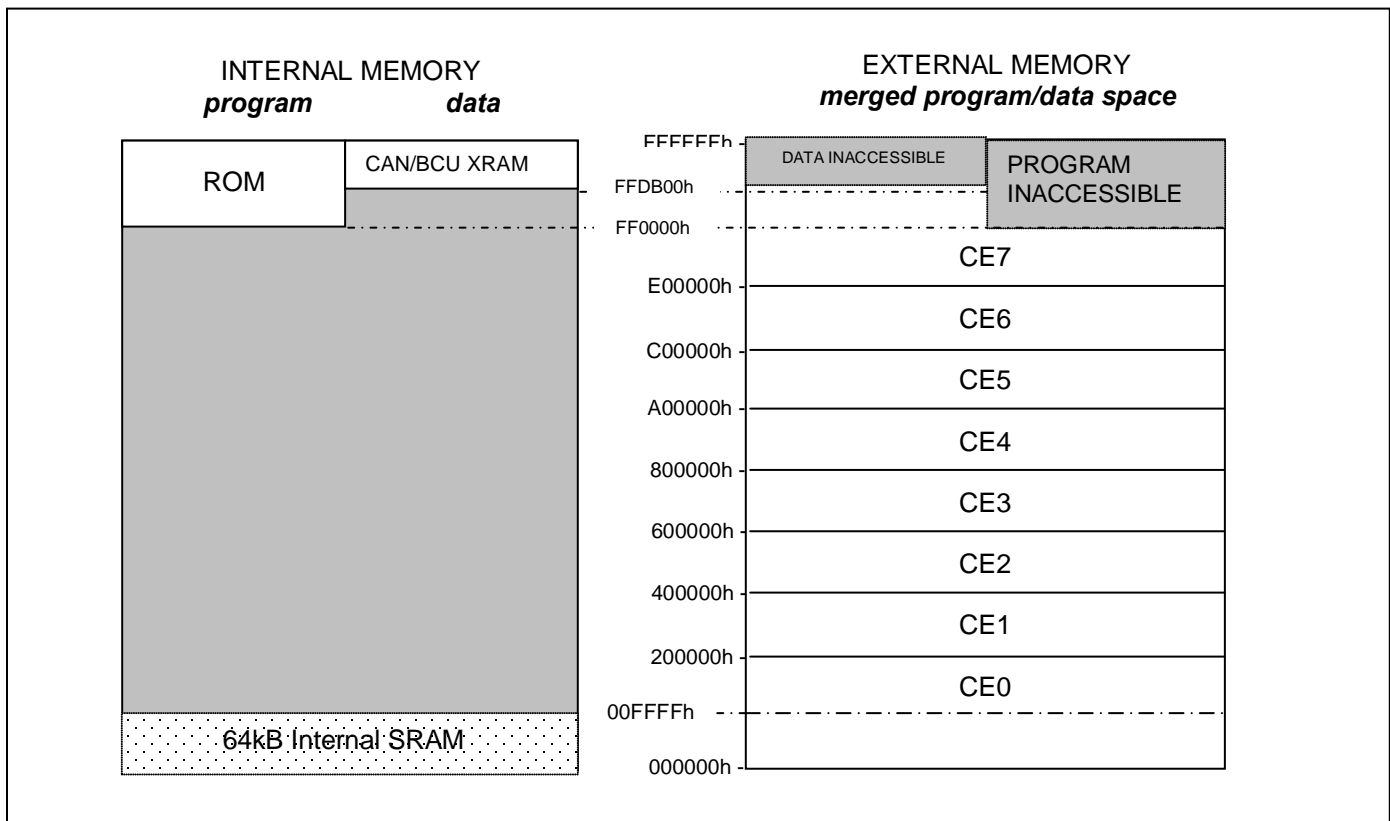 INTERNAL MEMORY
program data
ROM
CAN/BCU XRAM
64kB Internal SRAM
EXTERNAL MEMORY
merged program/data space
FFFFFFh
FFDB00h
FF0000h
E00000h
C00000h
A00000h
800000h
600000h
400000h
200000h
00FFFFh
000000h
DATA INACCESSIBLE
PROGRAM
INACCESSIBLE
CE7
CE6
CE5
CE4
CE3
CE2
CE1
CE0